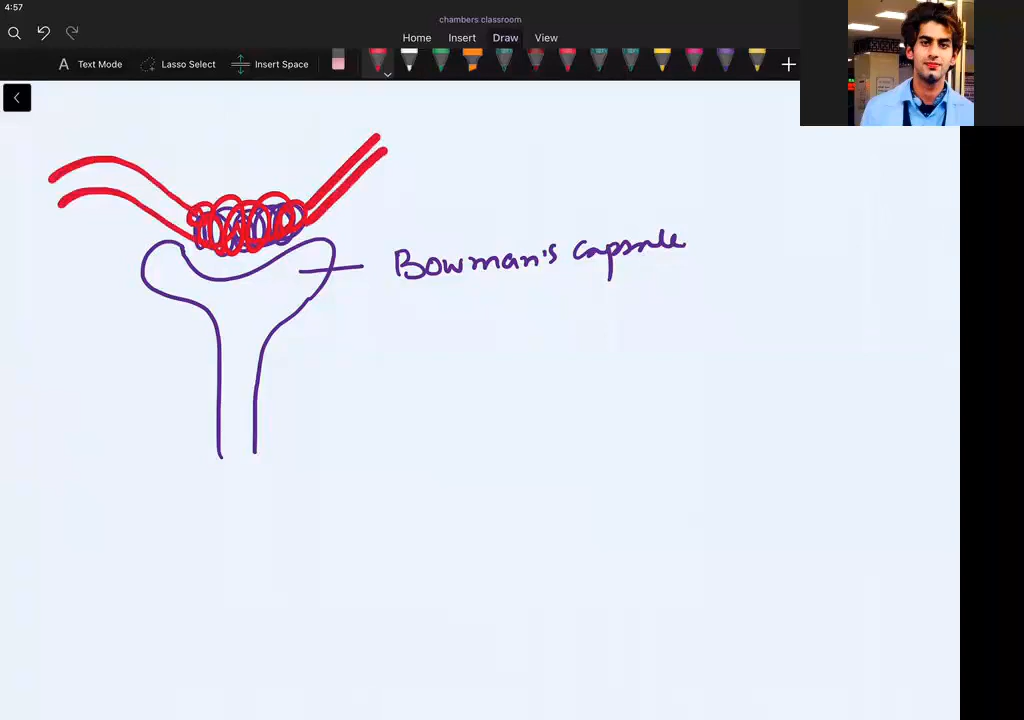 4:57
chambers classroom
Home Insert Draw View
Text Mode Lasso Select Insert Space
Bowman's capsule